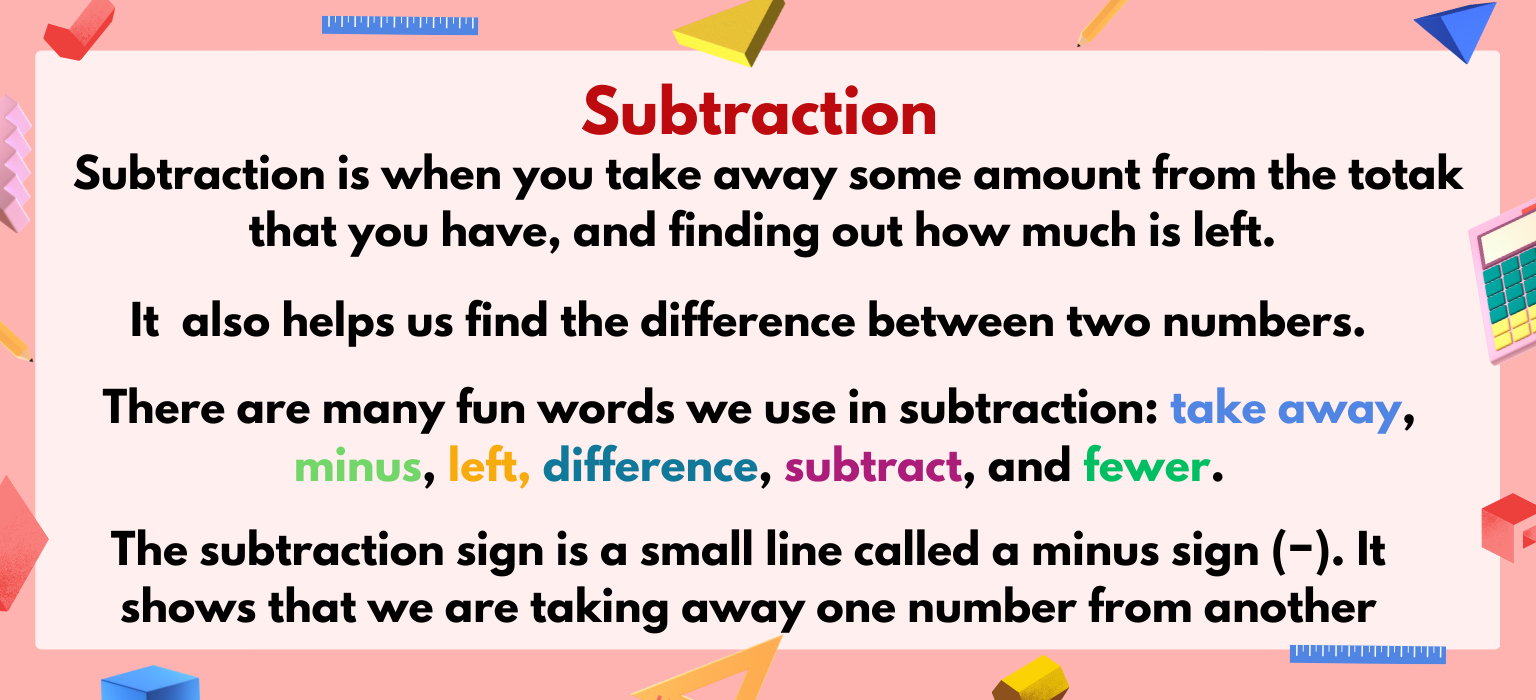 Subtraction
Subtraction is when you take away some amount from the totak
that you have, and finding out how much is left.
It  also helps us find the difference between two numbers.
There are many fun words we use in subtraction: take away,
minus, left, difference, subtract, and fewer.
The subtraction sign is a small line called a minus sign (−). It
shows that we are taking away one number from another